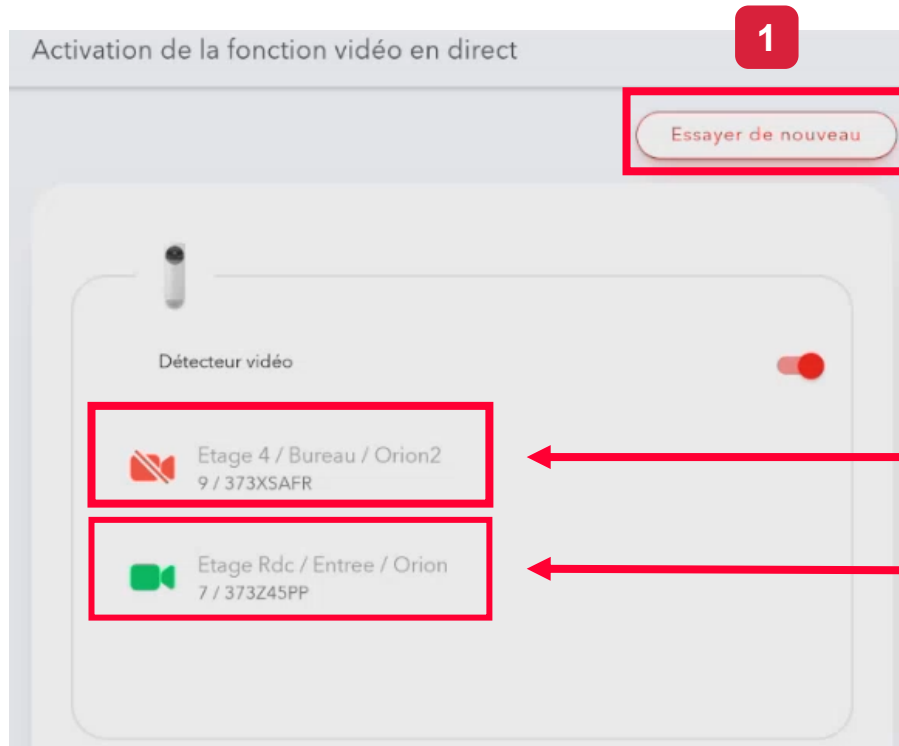 Activation de la fonction vidéo en direct
1
Essayer de nouveau
Détecteur vidéo
Etage 4 / Bureau / Orion2
9 / 373XSAFR
Etage Rdc / Entree / Orion
7 / 373Z45PP